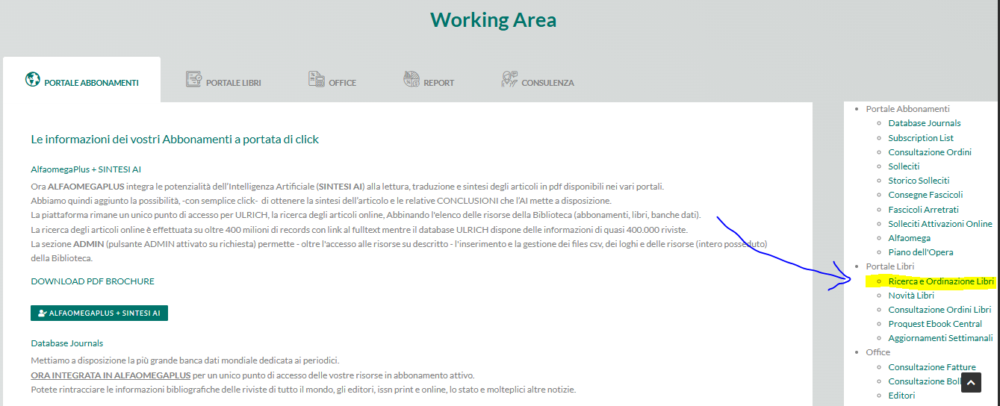 Working Area
PORTALE ABBONAMENTI
PORTALE LIBRI
OFFICE
REPORT
CONSULENZA
Le informazioni dei vostri Abbonamenti a portata di click
AlfaomegaPlus + SINTESI AI
Ora ALFAOMEGAPLUS integra le potenzialità dell'Intelligenza Artificiale (SINTESI AI) alla lettura, traduzione e sintesi degli articoli in pdf disponibili nei vari portali.
Abbiamo quindi aggiunto la possibilità, -con semplice click- di ottenere la sintesi dell'articolo e le relative CONCLUSIONI che l'AI mette a disposizione.
La piattaforma rimane un unico punto di accesso per ULRICH, la ricerca degli articoli online, Abbinando l'elenco delle risorse della Biblioteca (abbonamenti, libri, banche dati).
La ricerca degli articoli online è effettuata su oltre 400 milioni di records con link al fulltext mentre il database ULRICH dispone delle informazioni di quasi 400.000 riviste.
La sezione ADMIN (pulsante ADMIN attivato su richiesta) permette - oltre l'accesso alle risorse su descritto - l'inserimento e la gestione dei files csv, dei loghi e delle risorse (intero posseduto)
della Biblioteca.
DOWNLOAD PDF BROCHURE
ALFAOMEGAPLUS + SINTESI AI
Database Journals
Mettiamo a disposizione la più grande banca dati mondiale dedicata ai periodici.
ORA INTEGRATA IN ALFAOMEGAPLUS per un unico punto di accesso delle vostre risorse in abbonamento attivo.
Potete rintracciare le informazioni bibliografiche delle riviste di tutto il mondo, gli editori, issn print e online, lo stato e molteplici altre notizie.
Portale Abbonamenti
Database Journals
Subscription List
Consultazione Ordini
Solleciti
Storico Solleciti
Consegne Fascicoli
Fascicoli Arretrati
Solleciti Attivazioni Online
Alfaomega
Piano dell'Opera
Portale Libri
Ricerca e Ordinazione Libri
Novità Libri
Consultazione Ordini Libri
Proquest Ebook Central
Aggiornamenti Settimanali
Office
Consultazione Fatture
Consultazione
Editori